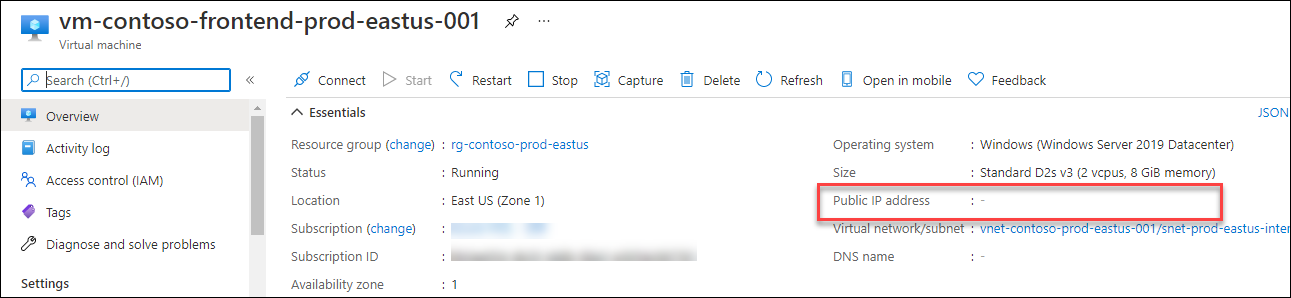 vm-contoso-frontend-prod-eastus-001 ...
Virtual machine
Search (Ctrl+/) «
Connect Start Restart Stop Capture Delete Refresh Open in mobile Feedback
Overview
Activity log
Access control (IAM)
Tags
Diagnose and solve problems
Settings
Essentials JSON
Resource group (change) : rg-contoso-prod-eastus
Status : Running
Location : East US (Zone 1)
Subscription (change) :
Subscription ID :
Availability zone : 1
Operating system : Windows (Windows Server 2019 Datacenter)
Size : Standard D2s v3 (2 vcpus, 8 GiB memory)
Public IP address : -
Virtual network/subnet : vnet-contoso-prod-eastus-001/snet-prod-eastus-inter
DNS name : -